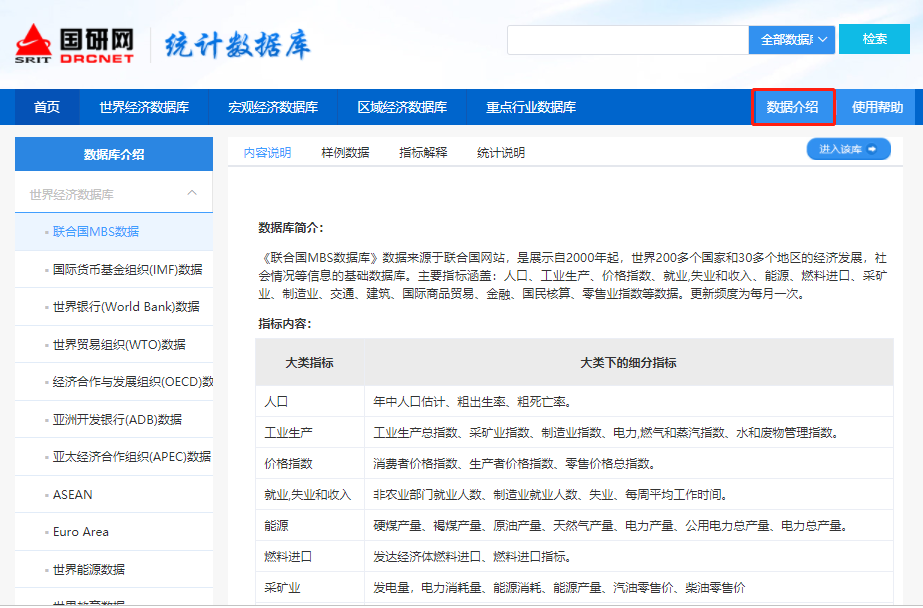 国研网
SRIT DRCNET
统计数据库
全部数据
检索
首页 世界经济数据库 宏观经济数据库 区域经济数据库 重点行业数据库 数据介绍 使用帮助
数据库介绍
世界经济数据库
联合国MBS数据
国际货币基金组织(IMF)数据
世界银行(World Bank)数据
世界贸易组织(WTO)数据
经济合作与发展组织(OECD)数
亚洲开发银行(ADB)数据
亚太经济合作组织(APEC)数据
ASEAN
Euro Area
世界能源数据
世界教育数据
内容说明 样例数据 指标解释 统计说明 进入该库
数据库简介：
《联合国MBS数据库》数据来源于联合国网站，是展示自2000年起，世界200多个国家和30多个地区的经济发展，社
会情况等信息的基础数据库。主要指标涵盖：人口、工业生产、价格指数、就业,失业和收入、能源、燃料进口、采矿
业、制造业、交通、建筑、国际商品贸易、金融、国民核算、零售业指数等数据。更新频度为每月一次。
指标内容：
大类指标 大类下的细分指标
人口 年中人口估计、粗出生率、粗死亡率。
工业生产 工业生产总指数、采矿业指数、制造业指数、电力,燃气和蒸汽指数、水和废物管理指数。
价格指数 消费者价格指数、生产者价格指数、零售价格总指数。
就业,失业和收入 非农业部门就业人数、制造业就业人数、失业、每周平均工作时间。
能源 硬煤产量、褐煤产量、原油产量、天然气产量、电力产量、公用电力总产量、电力总产量。
燃料进口 发达经济体燃料进口、燃料进口指标。
采矿业 发电量，电力消耗量、能源消耗、能源产量、汽油零售价、柴油零售价